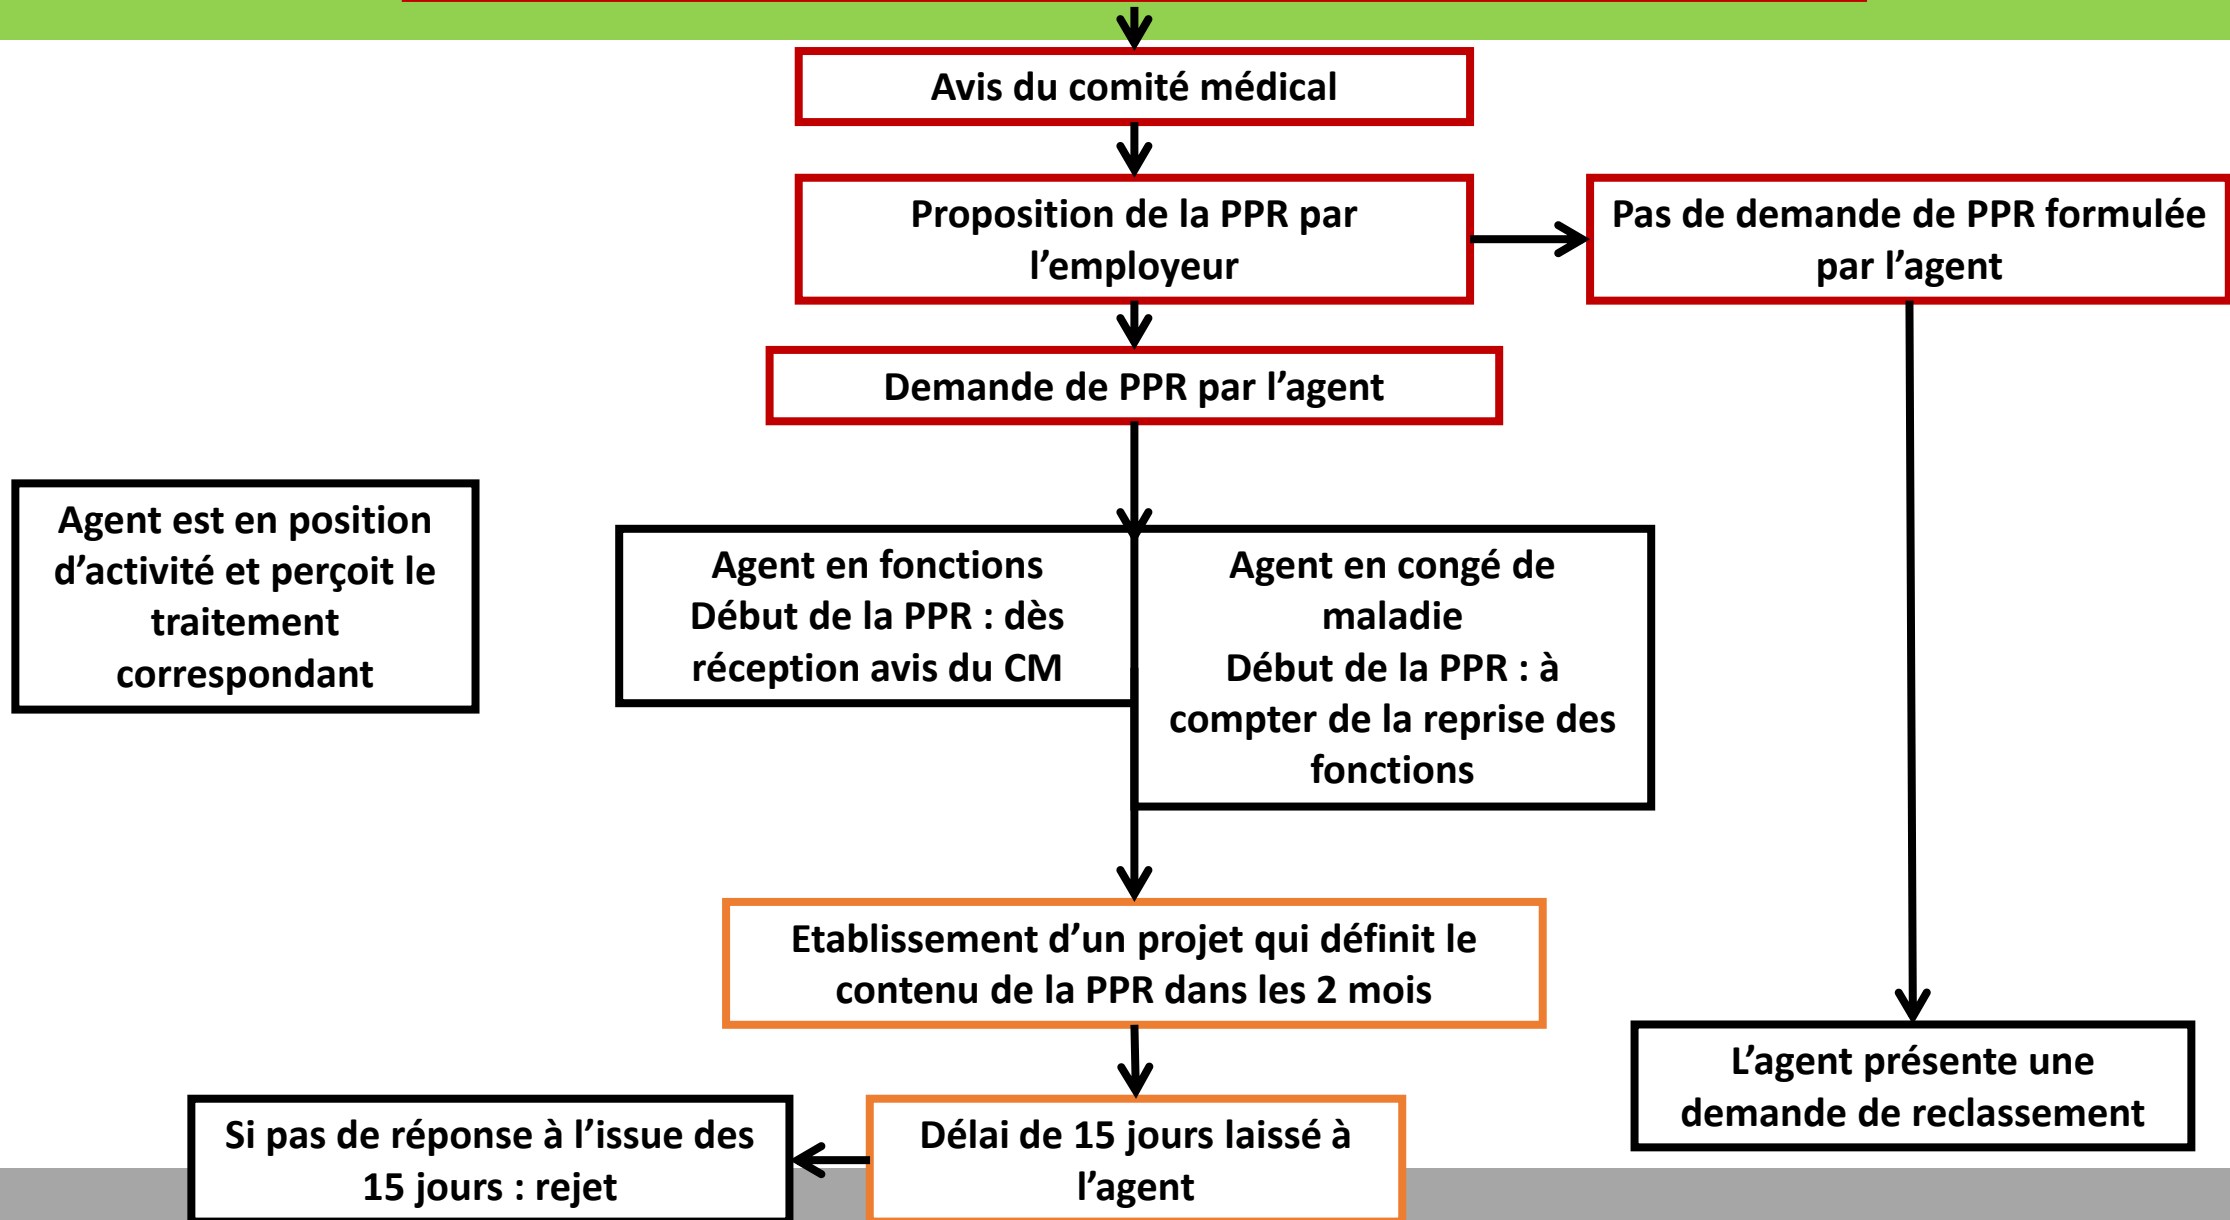 Avis du comité médical
Proposition de la PPR par
l’employeur
Pas de demande de PPR formulée
par l’agent
Demande de PPR par l’agent
Agent est en position
d’activité et perçoit le
traitement
correspondant
Agent en fonctions
Début de la PPR : dès
réception avis du CM
Agent en congé de
maladie
Début de la PPR : à
compter de la reprise des
fonctions
Etablissement d’un projet qui définit le
contenu de la PPR dans les 2 mois
L’agent présente une
demande de reclassement
Si pas de réponse à l’issue des
15 jours : rejet
Délai de 15 jours laissé à
l’agent